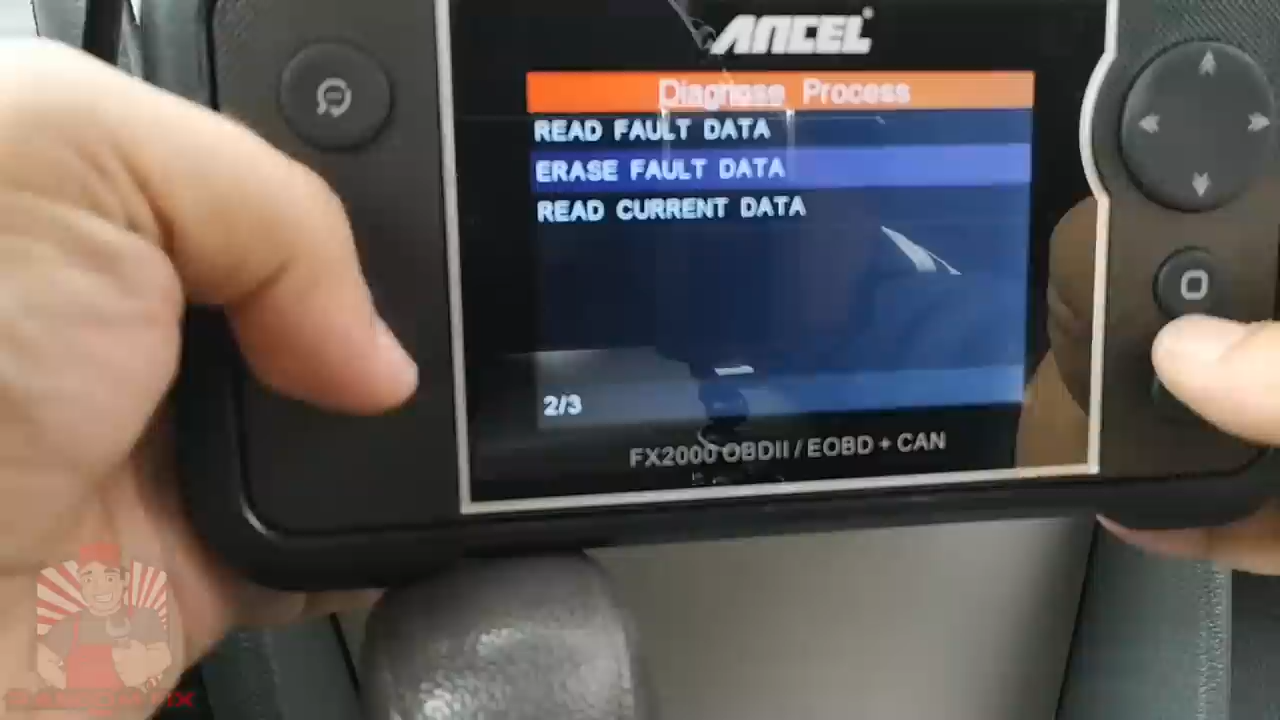 ANCEL
Diagnose Process
READ FAULT DATA
ERASE FAULT DATA
READ CURRENT DATA
2/3
FX2000 OBDII / EOBD + CAN